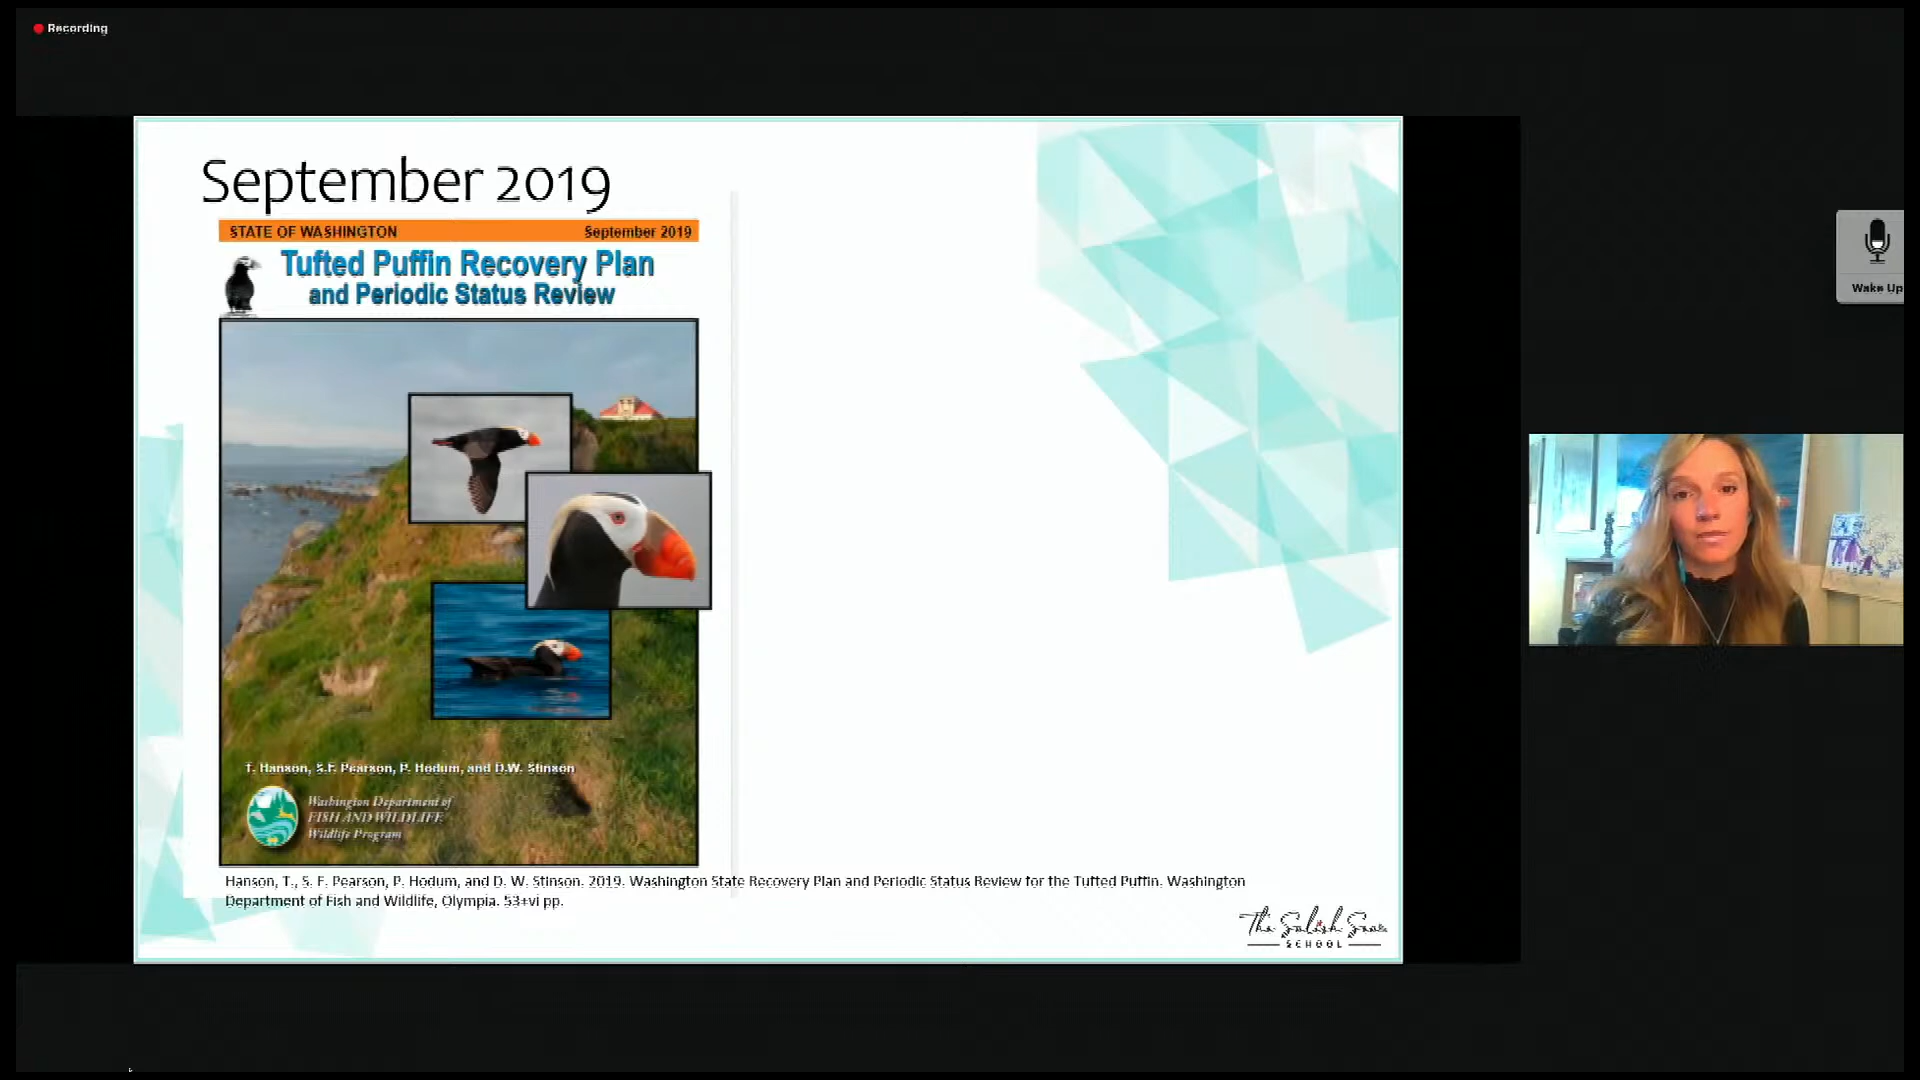 Recording
September 2019
STATE OF WASHINGTON September 2019
Tufted Puffin Recovery Plan
and Periodic Status Review
T. Hanson, S.F. Pearson, P. Hodum, and D.W. Stinson
Washington Department of
FISH AND WILDLIFE
Wildlife Program
Hanson, T., S. F. Pearson, P. Hodum, and D. W. Stinson. 2019. Washington State Recovery Plan and Periodic Status Review for the Tufted Puffin. Washington
Department of Fish and Wildlife, Olympia. 53+vi pp.
The Salish Sea
SCHOOL
Wake Up